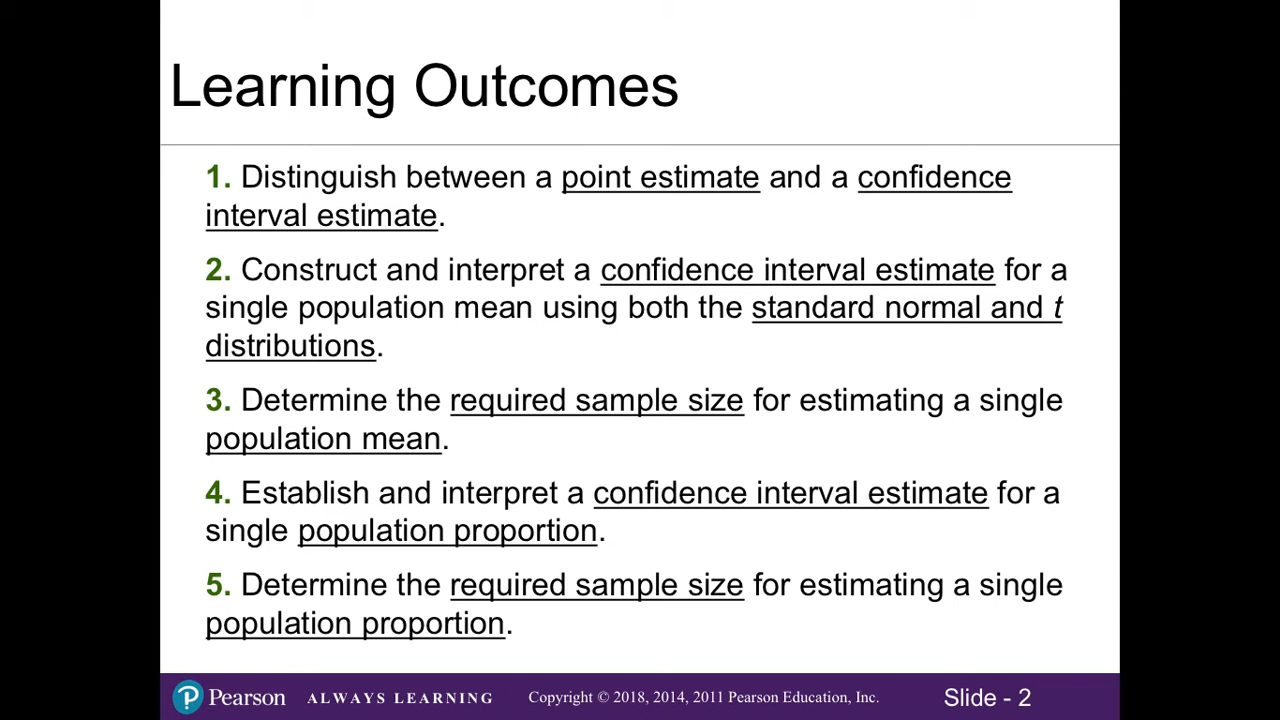 Learning Outcomes
1. Distinguish between a point estimate and a confidence
interval estimate.
2. Construct and interpret a confidence interval estimate for a
single population mean using both the standard normal and t
distributions.
3. Determine the required sample size for estimating a single
population mean.
4. Establish and interpret a confidence interval estimate for a
single population proportion.
5. Determine the required sample size for estimating a single
population proportion.
P Pearson ALWAYS LEARNING Copyright © 2018, 2014, 2011 Pearson Education, Inc. Slide - 2